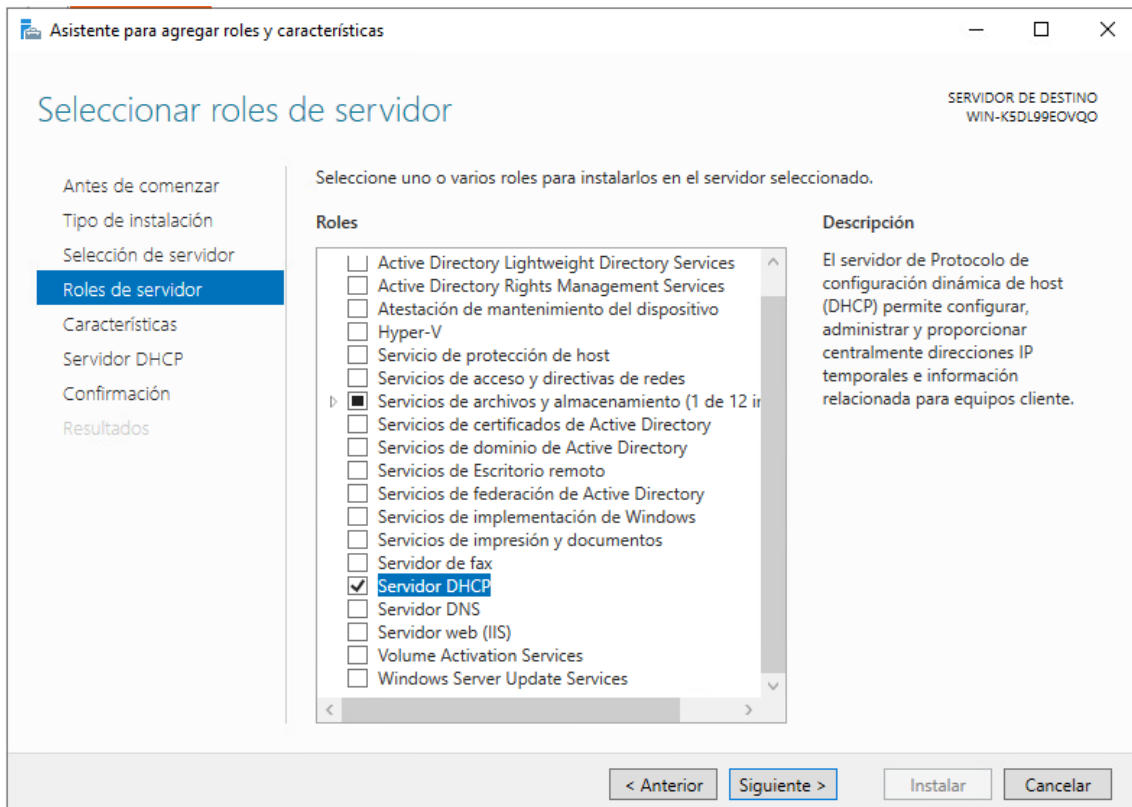 Asistente para agregar roles y características
Seleccionar roles de servidor
SERVIDOR DE DESTINO
WIN-K5DL99EOVQO
Antes de comenzar
Tipo de instalación
Selección de servidor
Roles de servidor
Características
Servidor DHCP
Confirmación
Resultados
Seleccione uno o varios roles para instalarlos en el servidor seleccionado.
Roles
Active Directory Lightweight Directory Services
Active Directory Rights Management Services
Atestación de mantenimiento del dispositivo
Hyper-V
Servicio de protección de host
Servicios de acceso y directivas de redes
Servicios de archivos y almacenamiento (1 de 12 in
Servicios de certificados de Active Directory
Servicios de dominio de Active Directory
Servicios de Escritorio remoto
Servicios de federación de Active Directory
Servicios de implementación de Windows
Servicios de impresión y documentos
Servidor de fax
Servidor DHCP
Servidor DNS
Servidor web (IIS)
Volume Activation Services
Windows Server Update Services
Descripción
El servidor de Protocolo de
configuración dinámica de host
(DHCP) permite configurar,
administrar y proporcionar
centralmente direcciones IP
temporales e información
relacionada para equipos cliente.
< Anterior
Siguiente >
Instalar
Cancelar